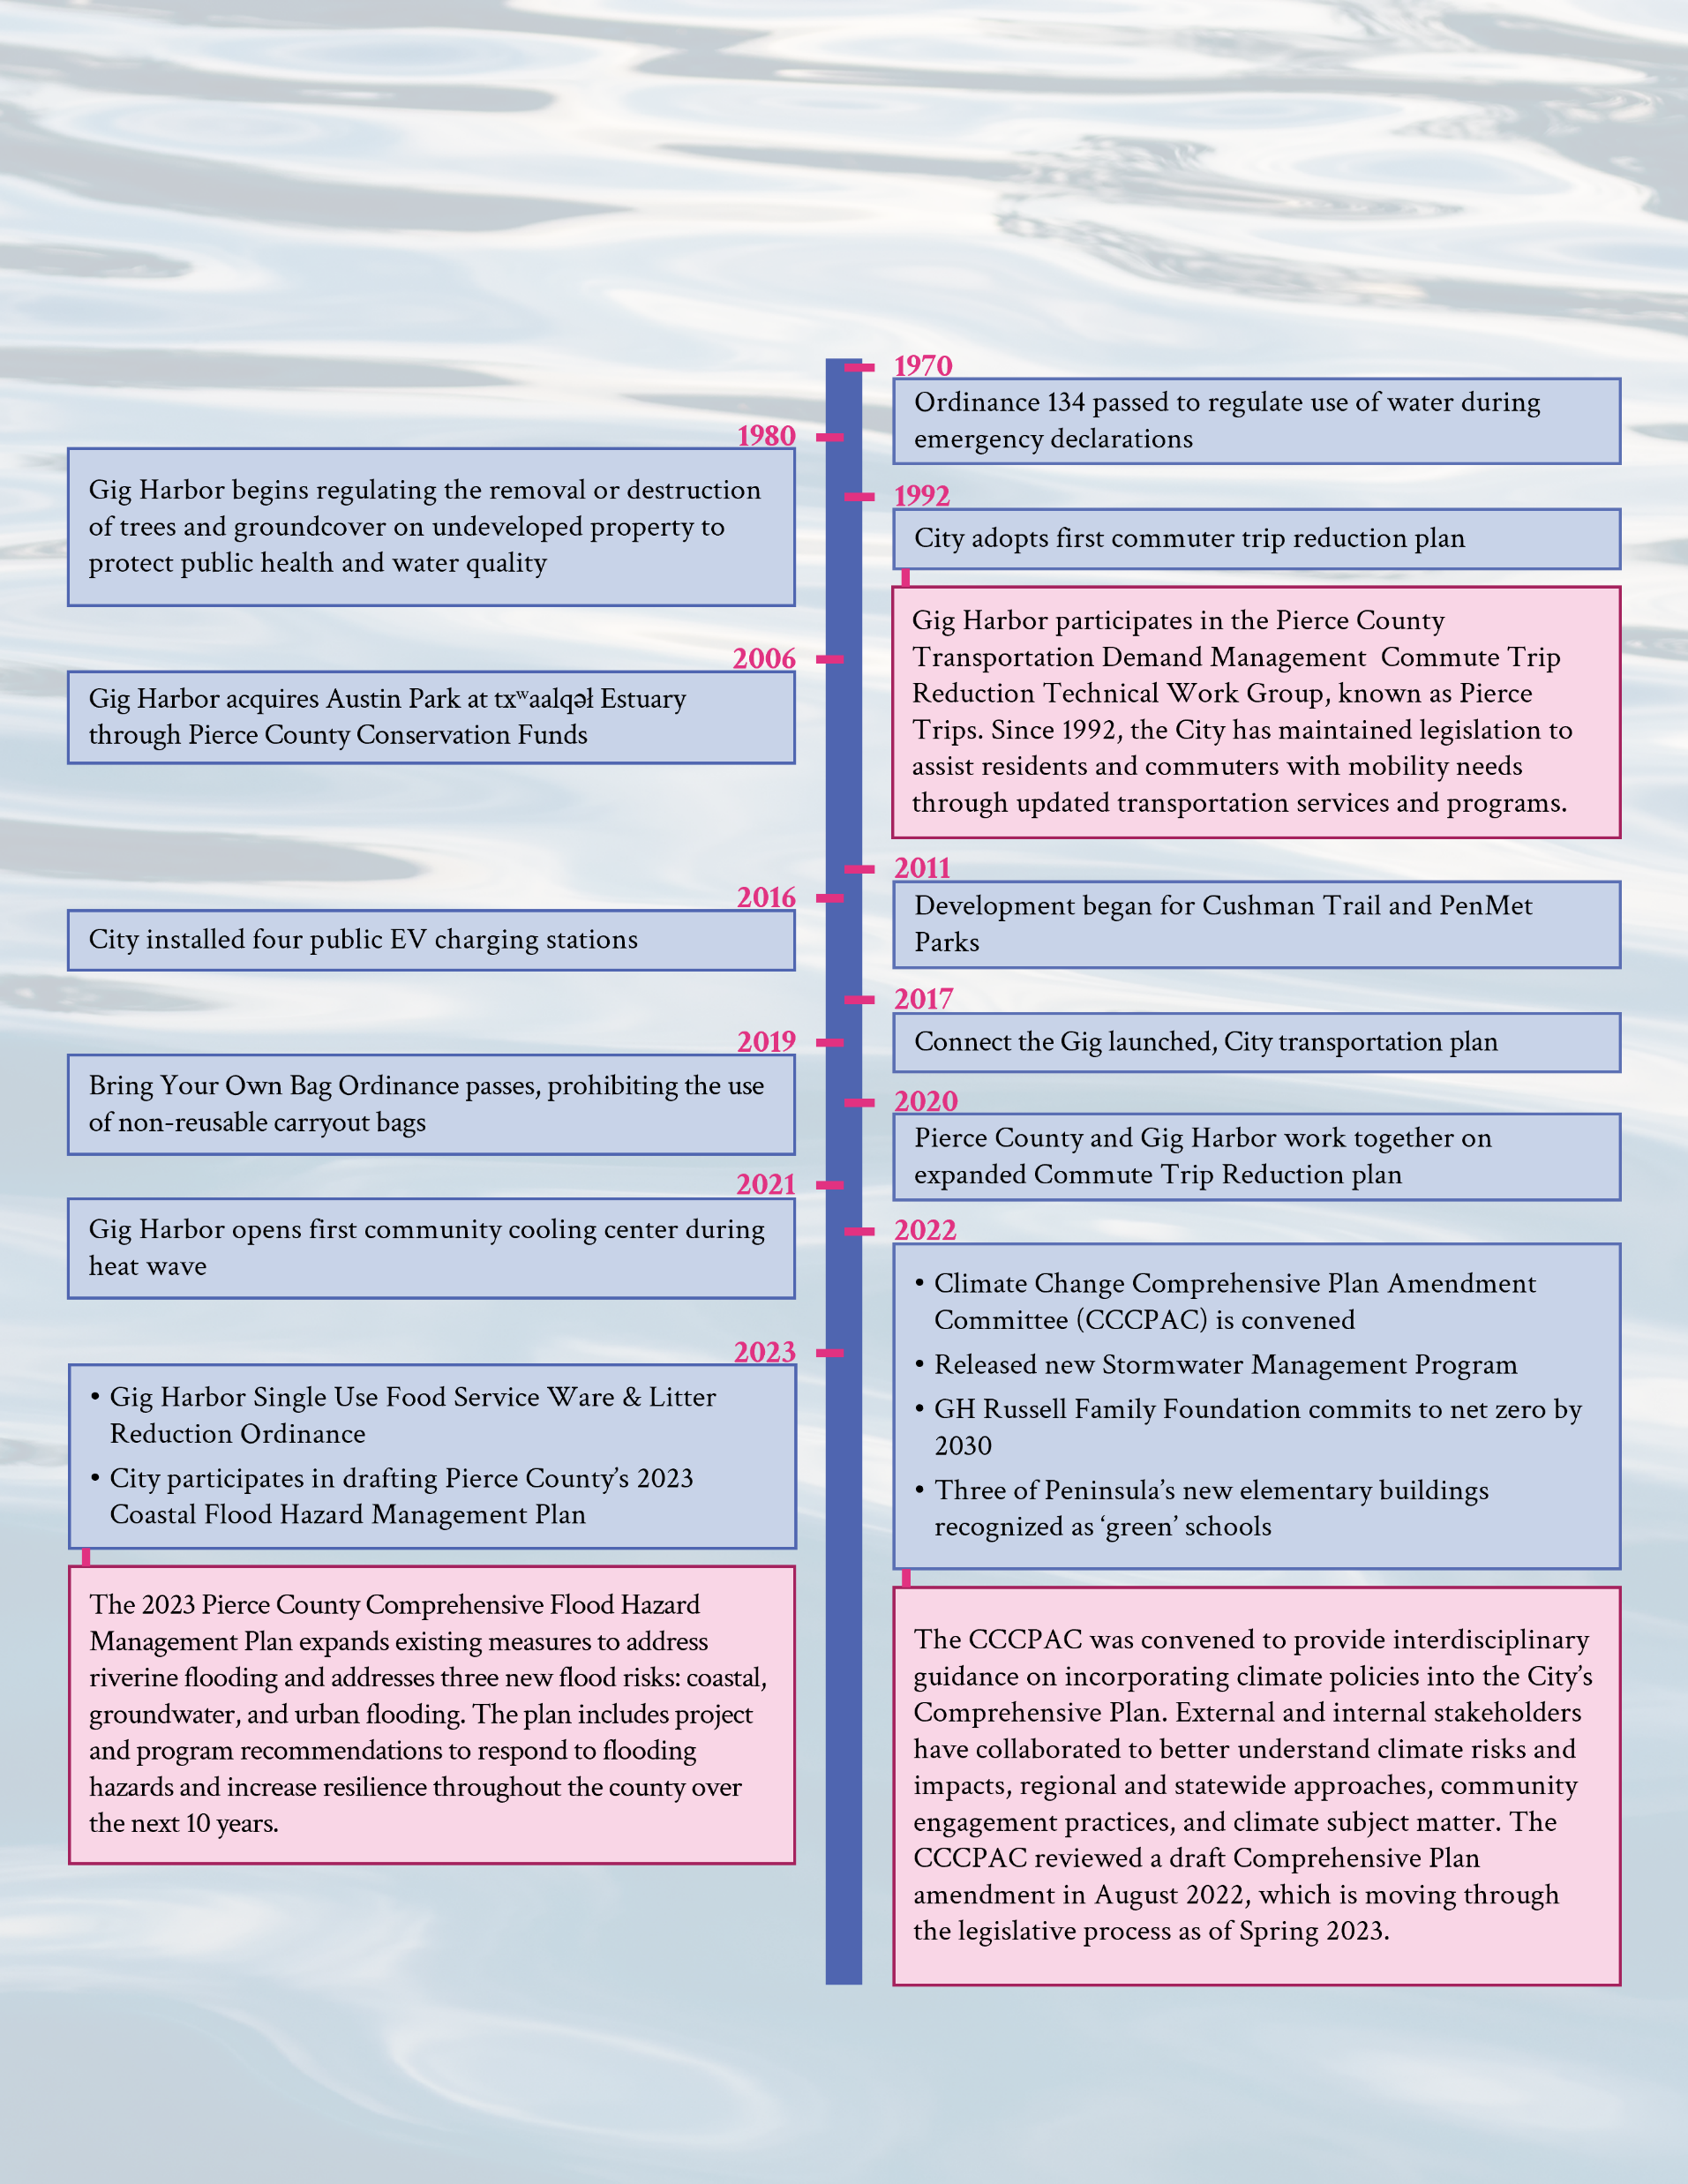 1970
Ordinance 134 passed to regulate use of water during
emergency declarations
1980
Gig Harbor begins regulating the removal or destruction
of trees and groundcover on undeveloped property to
protect public health and water quality
1992
City adopts first commuter trip reduction plan
Gig Harbor participates in the Pierce County
Transportation Demand Management  Commute Trip
Reduction Technical Work Group, known as Pierce
Trips. Since 1992, the City has maintained legislation to
assist residents and commuters with mobility needs
through updated transportation services and programs.
2006
Gig Harbor acquires Austin Park at txʷaalqəł Estuary
through Pierce County Conservation Funds
2011
Development began for Cushman Trail and PenMet
Parks
2016
City installed four public EV charging stations
2017
Connect the Gig launched, City transportation plan
2019
Bring Your Own Bag Ordinance passes, prohibiting the use
of non-reusable carryout bags
2020
Pierce County and Gig Harbor work together on
expanded Commute Trip Reduction plan
2021
Gig Harbor opens first community cooling center during
heat wave
2022
• Climate Change Comprehensive Plan Amendment
Committee (CCCPAC) is convened
• Released new Stormwater Management Program
• GH Russell Family Foundation commits to net zero by
2030
• Three of Peninsula’s new elementary buildings
recognized as ‘green’ schools
The CCCPAC was convened to provide interdisciplinary
guidance on incorporating climate policies into the City’s
Comprehensive Plan. External and internal stakeholders
have collaborated to better understand climate risks and
impacts, regional and statewide approaches, community
engagement practices, and climate subject matter. The
CCCPAC reviewed a draft Comprehensive Plan
amendment in August 2022, which is moving through
the legislative process as of Spring 2023.
2023
• Gig Harbor Single Use Food Service Ware & Litter
Reduction Ordinance
• City participates in drafting Pierce County’s 2023
Coastal Flood Hazard Management Plan
The 2023 Pierce County Comprehensive Flood Hazard
Management Plan expands existing measures to address
riverine flooding and addresses three new flood risks: coastal,
groundwater, and urban flooding. The plan includes project
and program recommendations to respond to flooding
hazards and increase resilience throughout the county over
the next 10 years.